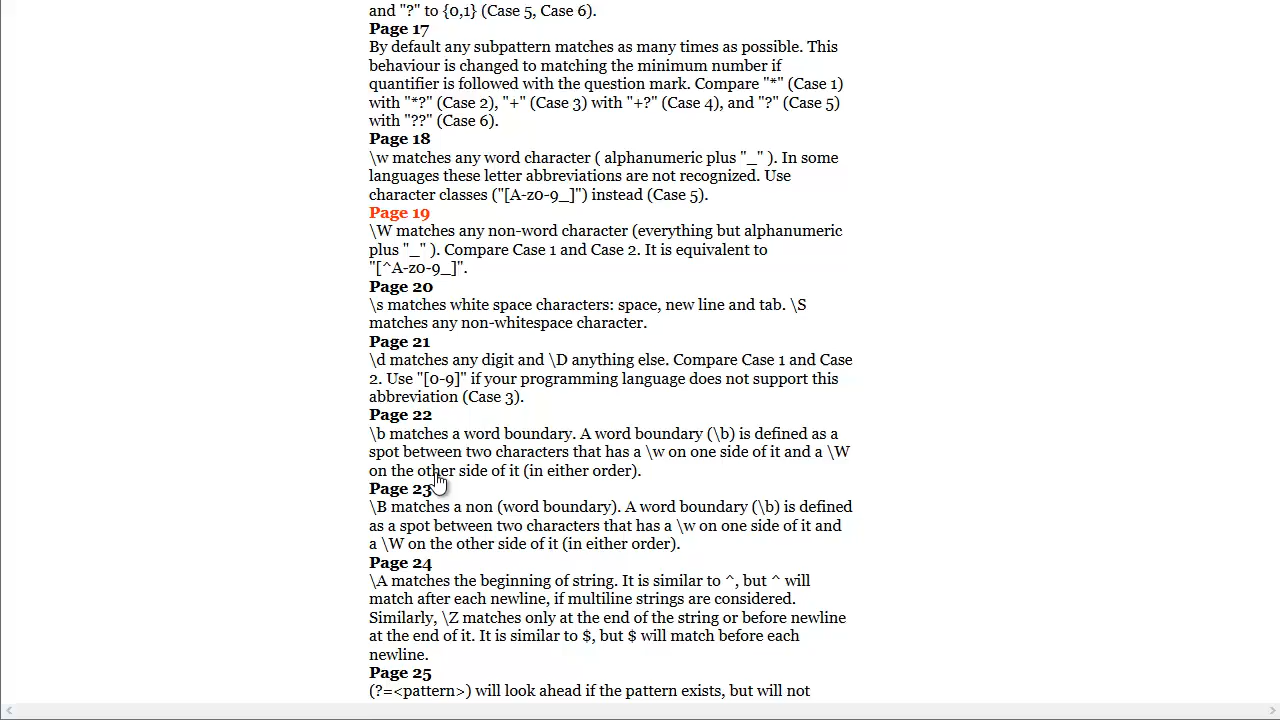 and "?" to {0,1} (Case 5, Case 6).
Page 17
By default any subpattern matches as many times as possible. This
behaviour is changed to matching the minimum number if
quantifier is followed with the question mark. Compare "*" (Case 1)
with "*?" (Case 2), "+" (Case 3) with "+?" (Case 4), and "?" (Case 5)
with "??" (Case 6).
Page 18
\w matches any word character ( alphanumeric plus "_" ). In some
languages these letter abbreviations are not recognized. Use
character classes ("[A-z0-9_]") instead (Case 5).
Page 19
\W matches any non-word character (everything but alphanumeric
plus "_" ). Compare Case 1 and Case 2. It is equivalent to
"[^A-z0-9_]".
Page 20
\s matches white space characters: space, new line and tab. \S
matches any non-whitespace character.
Page 21
\d matches any digit and \D anything else. Compare Case 1 and Case
2. Use "[0-9]" if your programming language does not support this
abbreviation (Case 3).
Page 22
\b matches a word boundary. A word boundary (\b) is defined as a
spot between two characters that has a \w on one side of it and a \W
on the other side of it (in either order).
Page 23
\B matches a non (word boundary). A word boundary (\b) is defined
as a spot between two characters that has a \w on one side of it and
a \W on the other side of it (in either order).
Page 24
\A matches the beginning of string. It is similar to ^, but ^ will
match after each newline, if multiline strings are considered.
Similarly, \Z matches only at the end of the string or before newline
at the end of it. It is similar to $, but $ will match before each
newline.
Page 25
(?=<pattern>) will look ahead if the pattern exists, but will not